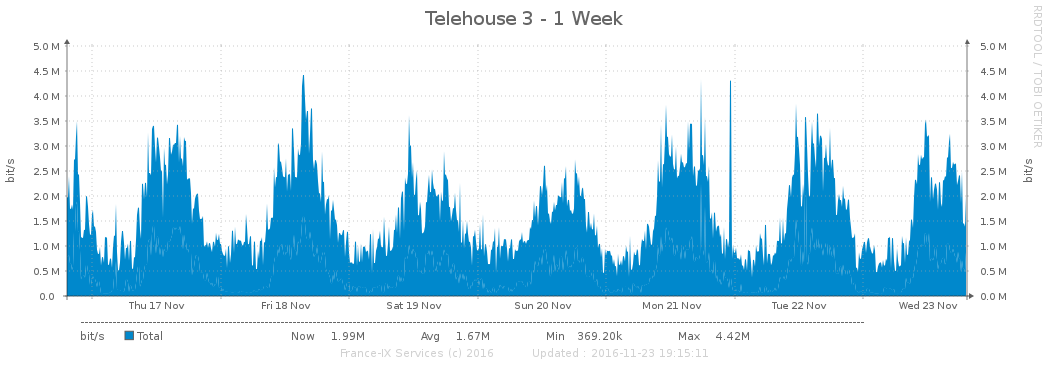 Telehouse 3 - 1 Week
RRDTOOL / TOBI OETIKER
5.0 M 5.0 M
4.5 M 4.5 M
4.0 M 4.0 M
3.5 M 3.5 M
3.0 M 3.0 M
2.5 M 2.5 M
2.0 M 2.0 M
1.5 M 1.5 M
1.0 M 1.0 M
0.5 M 0.5 M
0.0 0.0 M
bit/s
bit/s
Thu 17 Nov Fri 18 Nov Sat 19 Nov Sun 20 Nov Mon 21 Nov Tue 22 Nov Wed 23 Nov
bit/s Total Now 1.99M Avg 1.67M Min 369.20k Max 4.42M
France-IX Services (c) 2016 Updated : 2016-11-23 19:15:11